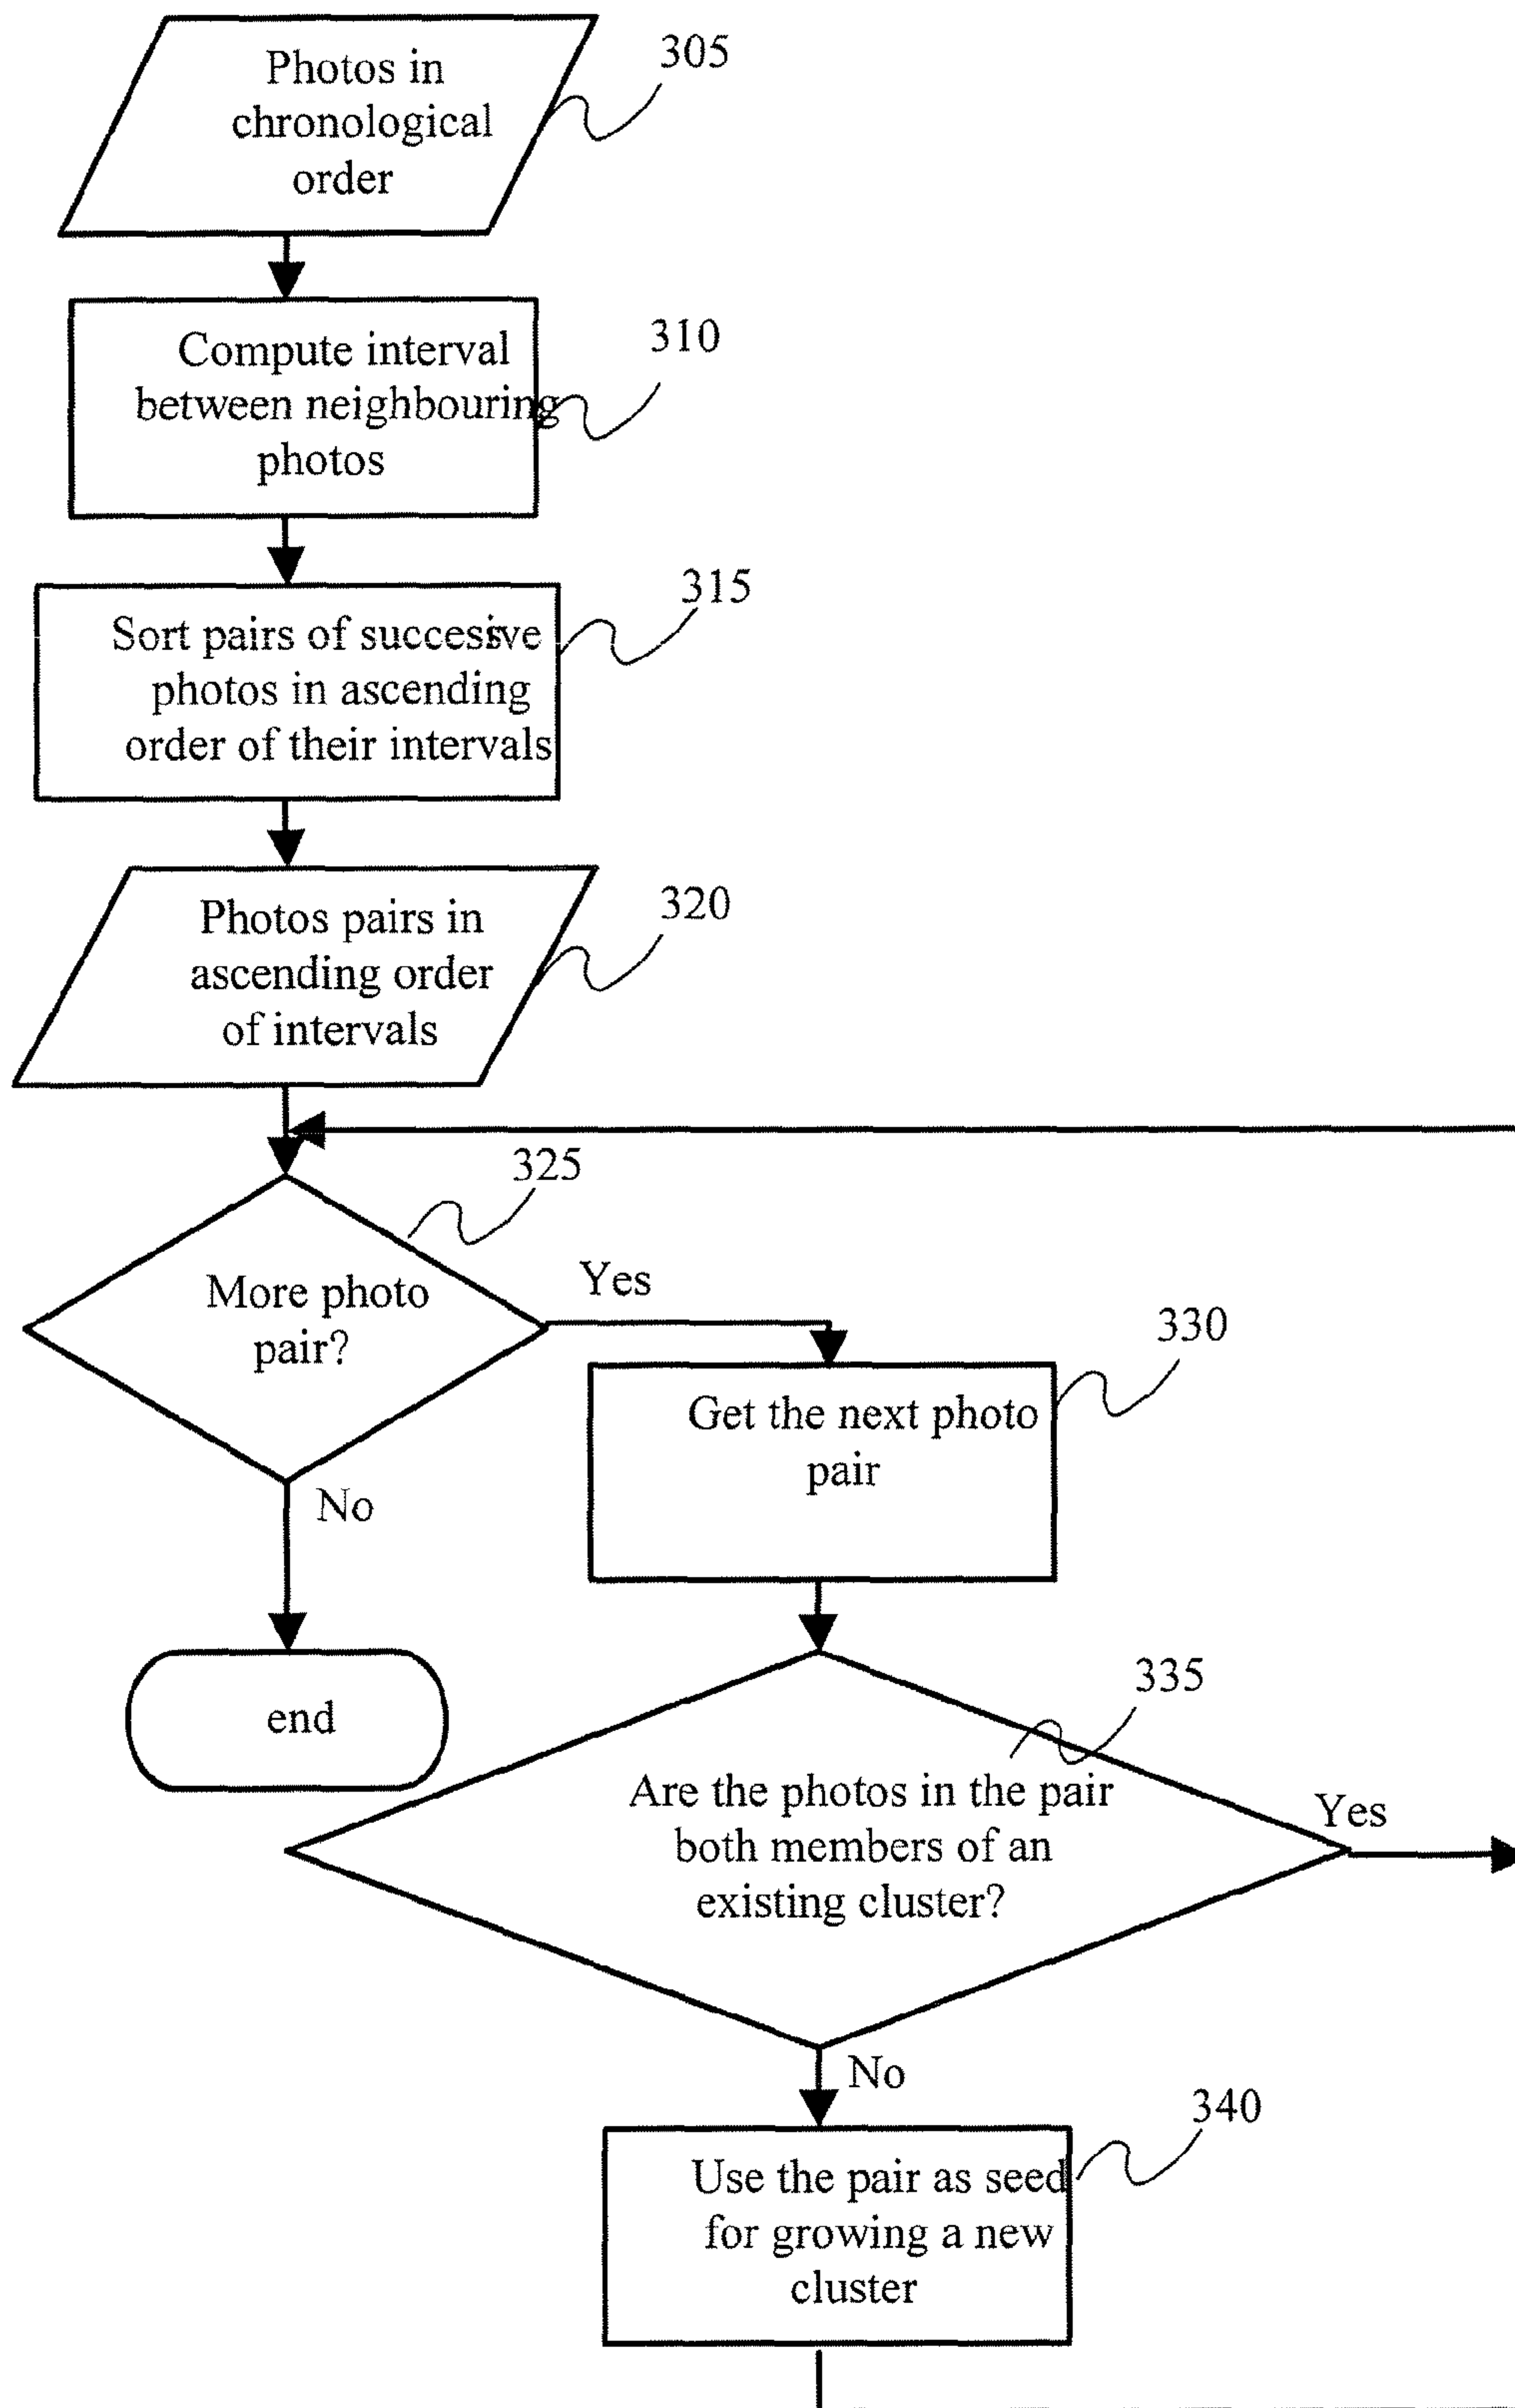 Photos in
chronological
order
305
Compute interval
between neighbouring
photos
310
Sort pairs of succesive
photos in ascending
order of their intervals
315
Photos pairs in
ascending order
of intervals
320
More photo
pair?
325
Yes
No
end
Get the next photo
pair
330
Are the photos in the pair
both members of an
existing cluster?
335
Yes
No
Use the pair as seed
for growing a new
cluster
340